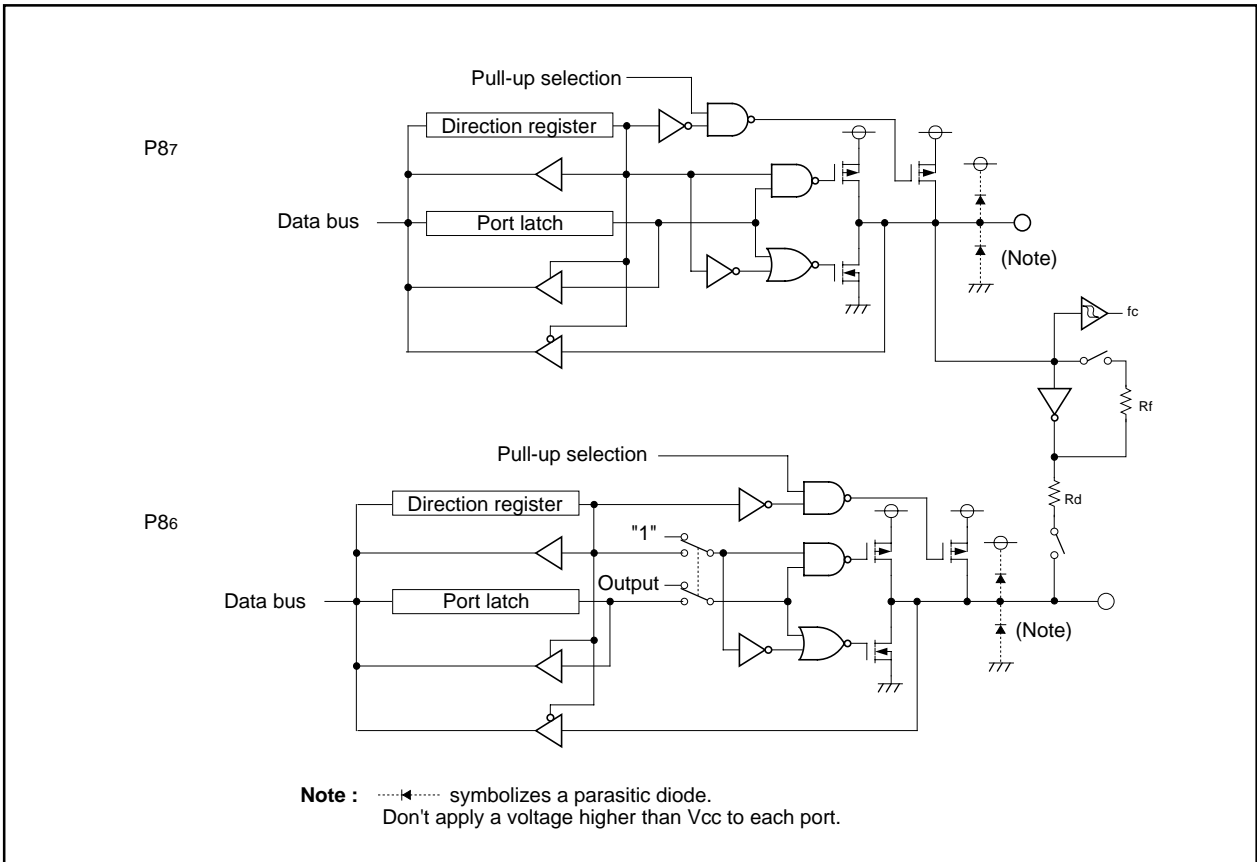 Pull-up selection
Direction register
P87
Data bus
Port latch
(Note)
fc
Rf
Pull-up selection
Direction register
Rd
P86
"1"
Output
Data bus
Port latch
(Note)
Note : symbolizes a parasitic diode.
Don't apply a voltage higher than Vcc to each port.